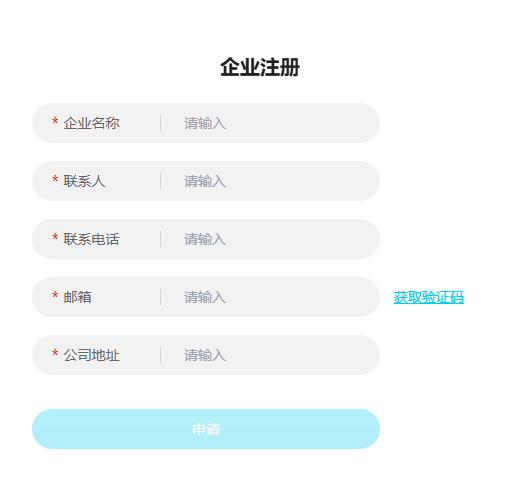 企业注册
* 企业名称 请输入
* 联系人 请输入
* 联系电话 请输入
* 邮箱 请输入 获取验证码
* 公司地址 请输入
申请